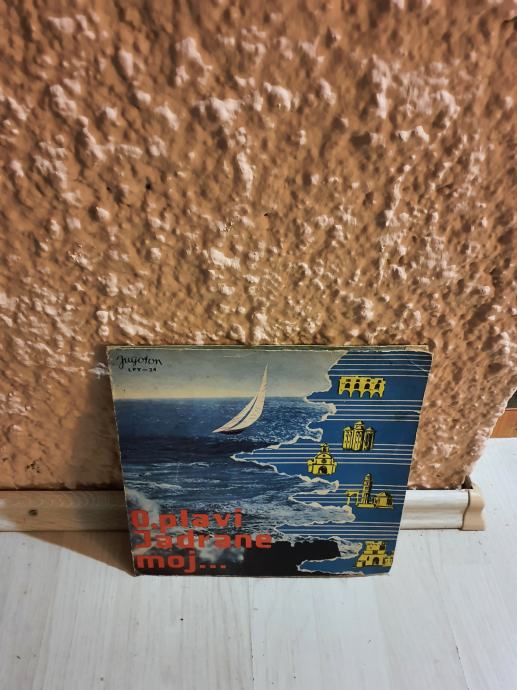 Jugoton
LPY-34
O, plavi
Jadrane
moj...